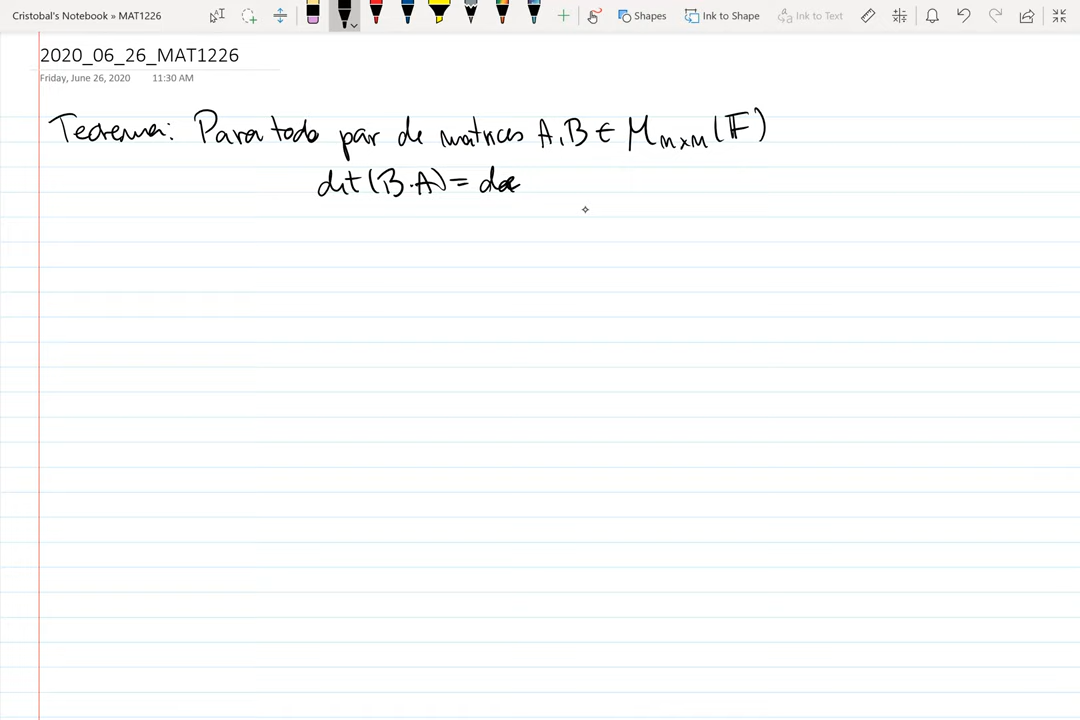 Cristobal's Notebook » MAT1226
Shapes
Ink to Shape
Ink to Text
2020_06_26_MAT1226
Friday, June 26, 2020 11:30 AM
Teorema: Para todo par de matrices A, B ∈ M_{n×n}(𝔽)
det(B·A) = de